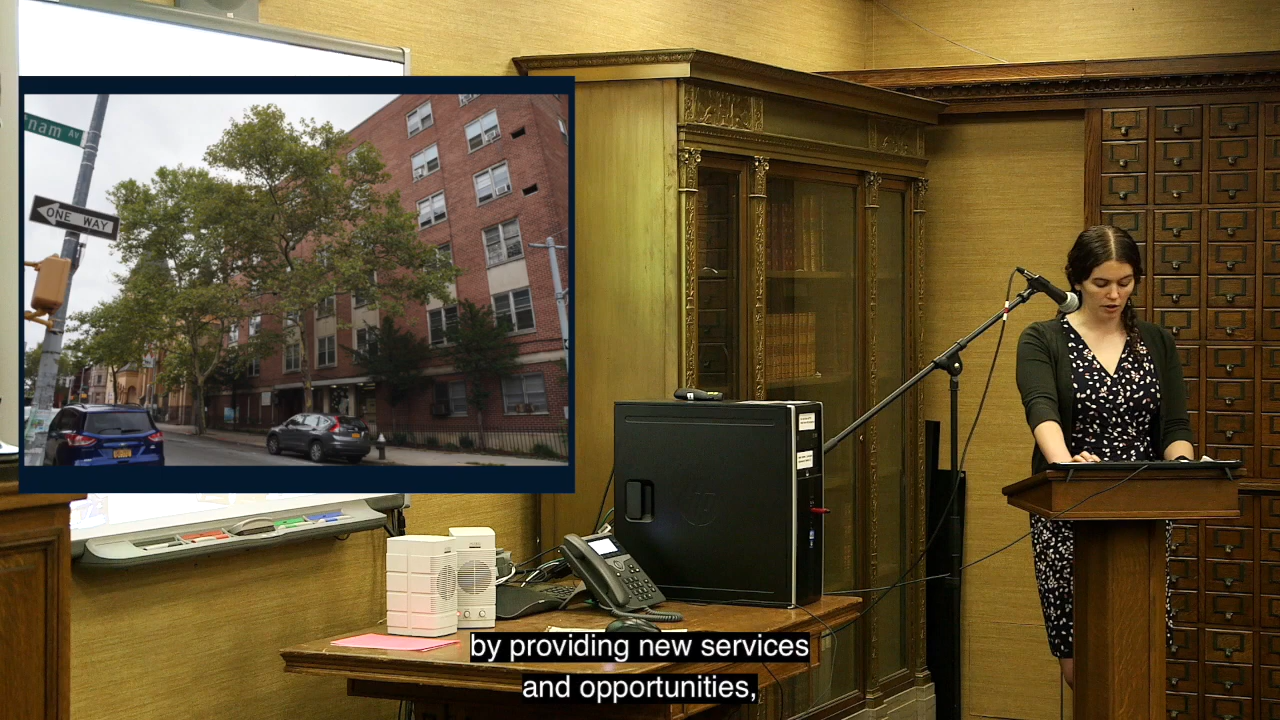 nam AV
ONE WAY
by providing new services
and opportunities,